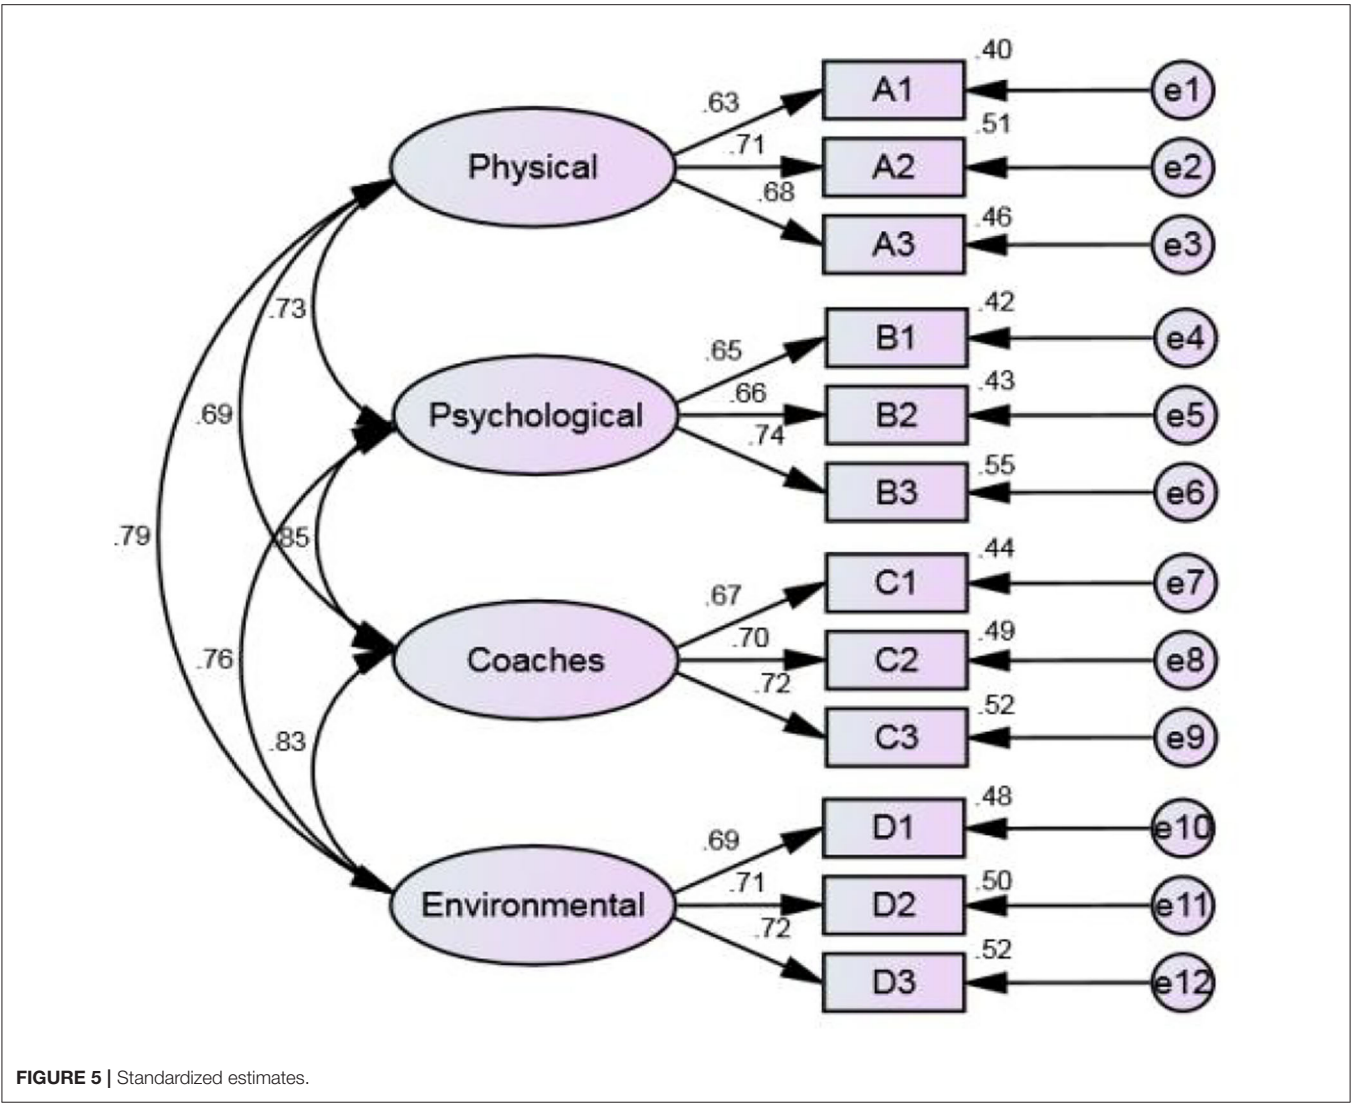 .40
A1
e1
.63
.51
.71
Physical
A2
e2
.68
.46
A3
e3
.73
.42
B1
e4
.65
.43
.66
Psychological
B2
e5
.69
.74
.55
B3
e6
.79
.85
.44
C1
e7
.67
.49
.70
Coaches
C2
e8
.76
.72
.52
C3
e9
.83
.48
D1
e10
.69
.50
.71
Environmental
D2
e11
.72
.52
D3
e12
FIGURE 5 | Standardized estimates.